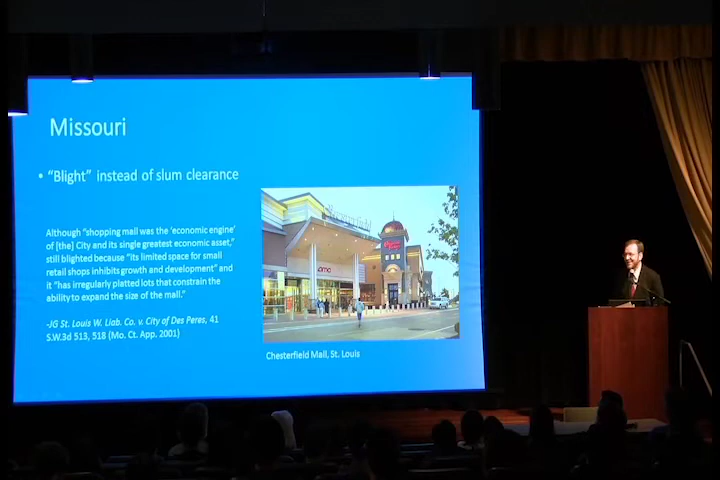 Missouri
• “Blight” instead of slum clearance
Although “shopping mall was the ‘economic engine’
of [the] City and its single greatest economic asset,”
still blighted because “its limited space for small
retail shops inhibits growth and development” and
it “has irregularly platted lots that constrain the
ability to expand the size of the mall.”
-JG St. Louis W. Liab. Co. v. City of Des Peres, 41
S.W.3d 513, 518 (Mo. Ct. App. 2001)
amc
Chesterfield Mall, St. Louis